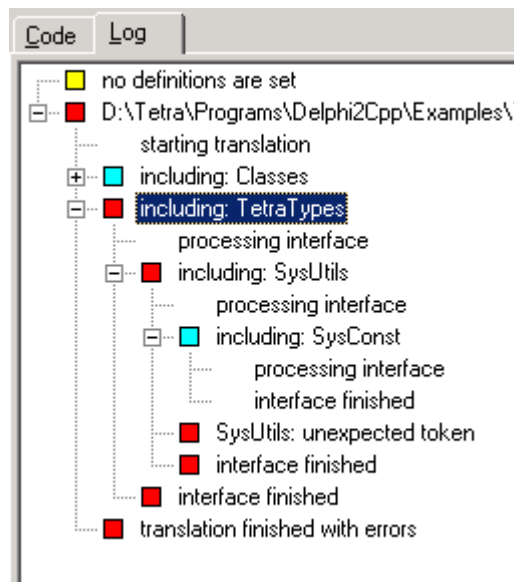 Code Log
no definitions are set
D:\Tetra\Programs\Delphi2Cpp\Examples\
starting translation
including: Classes
including: TetraTypes
processing interface
including: SysUtils
processing interface
including: SysConst
processing interface
interface finished
SysUtils: unexpected token
interface finished
interface finished
translation finished with errors